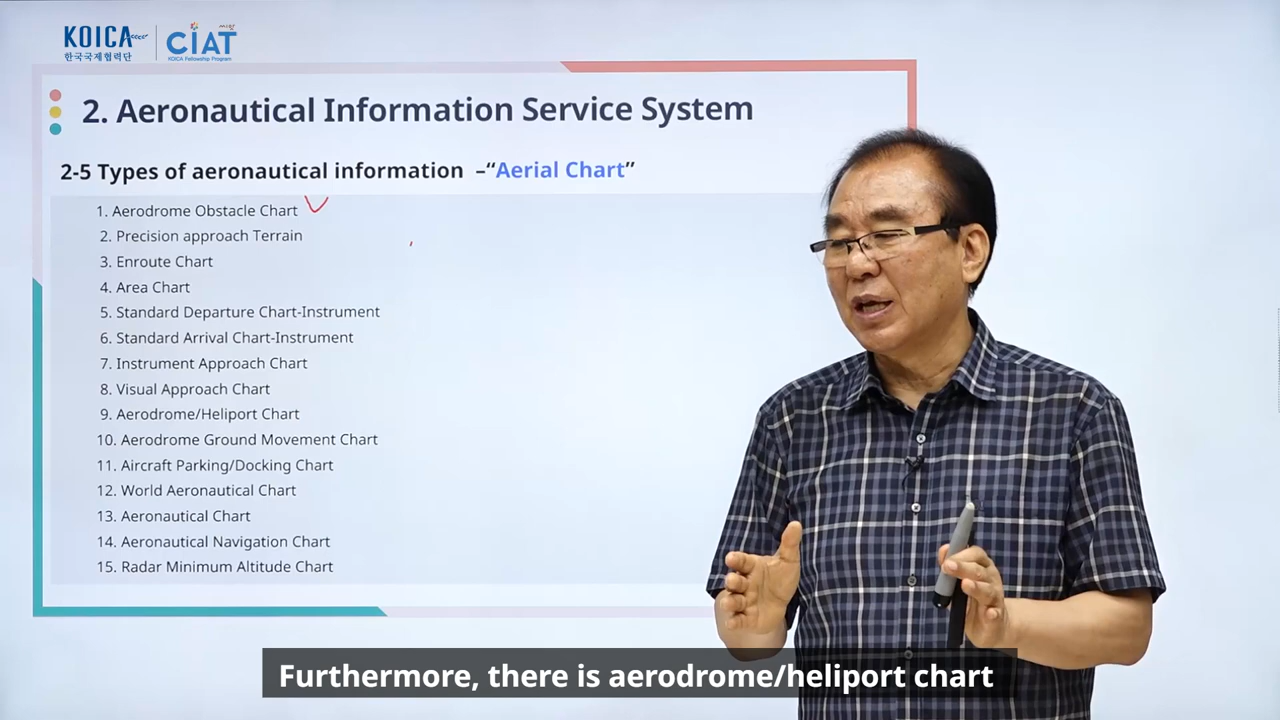 KOICA
한국국제협력단
CIAT
KOICA Fellowship Program
2. Aeronautical Information Service System
2-5 Types of aeronautical information –“Aerial Chart”
1. Aerodrome Obstacle Chart
2. Precision approach Terrain
3. Enroute Chart
4. Area Chart
5. Standard Departure Chart-Instrument
6. Standard Arrival Chart-Instrument
7. Instrument Approach Chart
8. Visual Approach Chart
9. Aerodrome/Heliport Chart
10. Aerodrome Ground Movement Chart
11. Aircraft Parking/Docking Chart
12. World Aeronautical Chart
13. Aeronautical Chart
14. Aeronautical Navigation Chart
15. Radar Minimum Altitude Chart
Furthermore, there is aerodrome/heliport chart